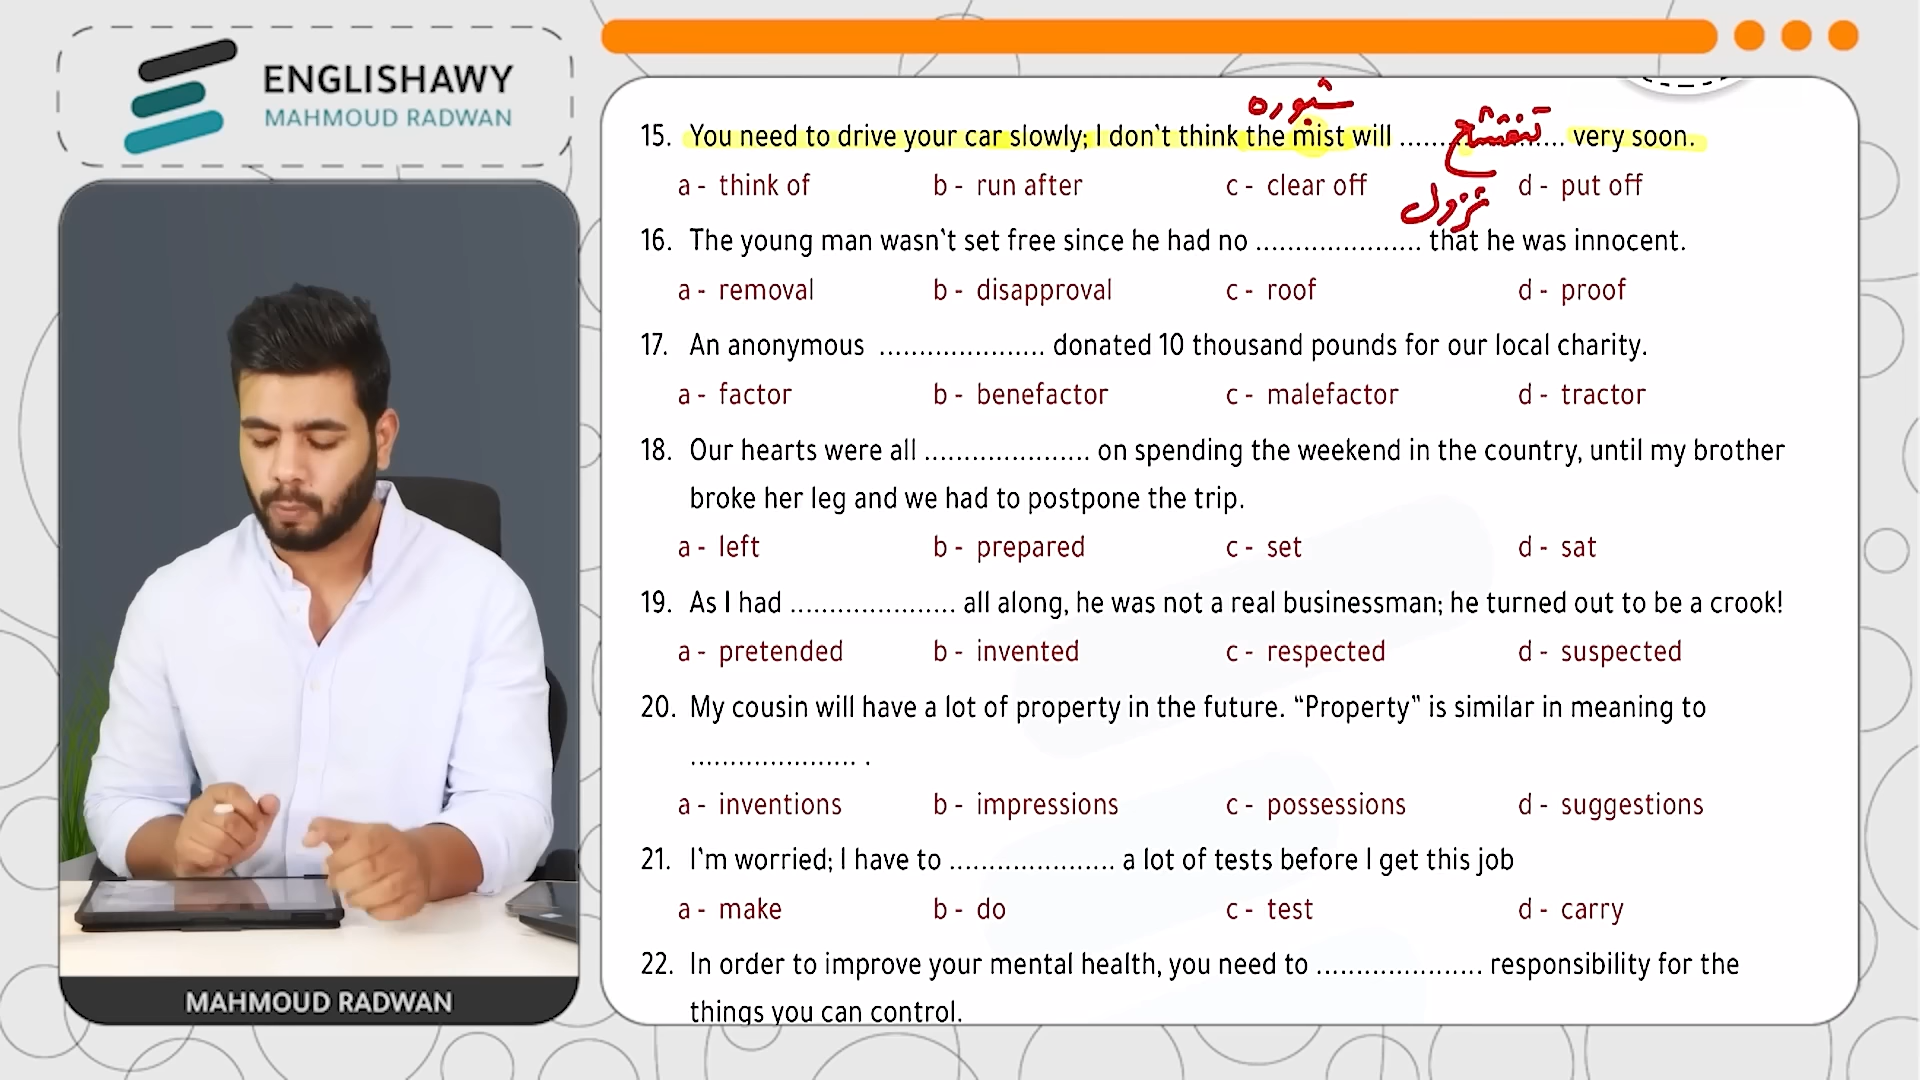 ENGLISHAWY
MAHMOUD RADWAN
MAHMOUD RADWAN
شبوره
15. You need to drive your car slowly; I don't think the mist will ..................... very soon.
تنقشع
a - think of b - run after c - clear off d - put off
تزول
16. The young man wasn't set free since he had no ..................... that he was innocent.
a - removal b - disapproval c - roof d - proof
17. An anonymous ..................... donated 10 thousand pounds for our local charity.
a - factor b - benefactor c - malefactor d - tractor
18. Our hearts were all ..................... on spending the weekend in the country, until my brother
broke her leg and we had to postpone the trip.
a - left b - prepared c - set d - sat
19. As I had ..................... all along, he was not a real businessman; he turned out to be a crook!
a - pretended b - invented c - respected d - suspected
20. My cousin will have a lot of property in the future. “Property” is similar in meaning to
..................... .
a - inventions b - impressions c - possessions d - suggestions
21. I'm worried; I have to ..................... a lot of tests before I get this job
a - make b - do c - test d - carry
22. In order to improve your mental health, you need to ..................... responsibility for the
things you can control.